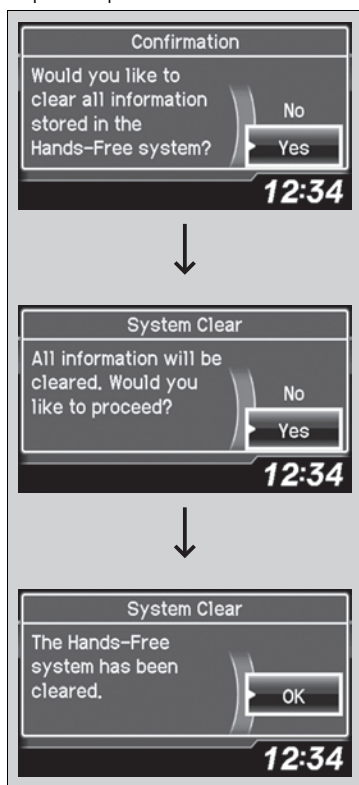 Confirmation
Would you like to
clear all information
stored in the
Hands-Free system?
No
Yes
12:34
System Clear
All information will be
cleared. Would you
like to proceed?
No
Yes
12:34
System Clear
The Hands-Free
system has been
cleared.
OK
12:34